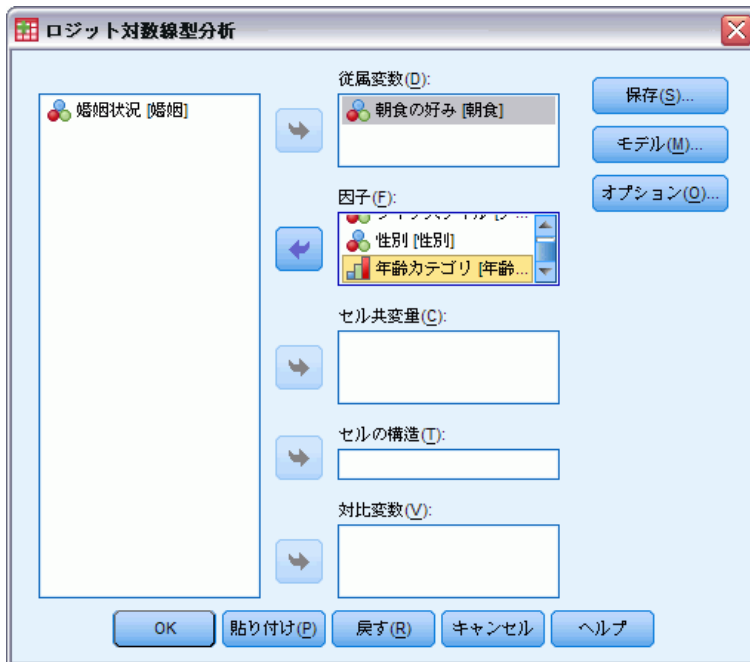 ロジット対数線型分析
婚姻状況 [婚姻]
従属変数(D):
朝食の好み [朝食]
因子(F):
性別 [性別]
年齢カテゴリ [年齢...
セル共変量(C):
セルの構造(T):
対比変数(V):
保存(S)...
モデル(M)...
オプション(O)...
OK
貼り付け(P)
戻す(R)
キャンセル
ヘルプ